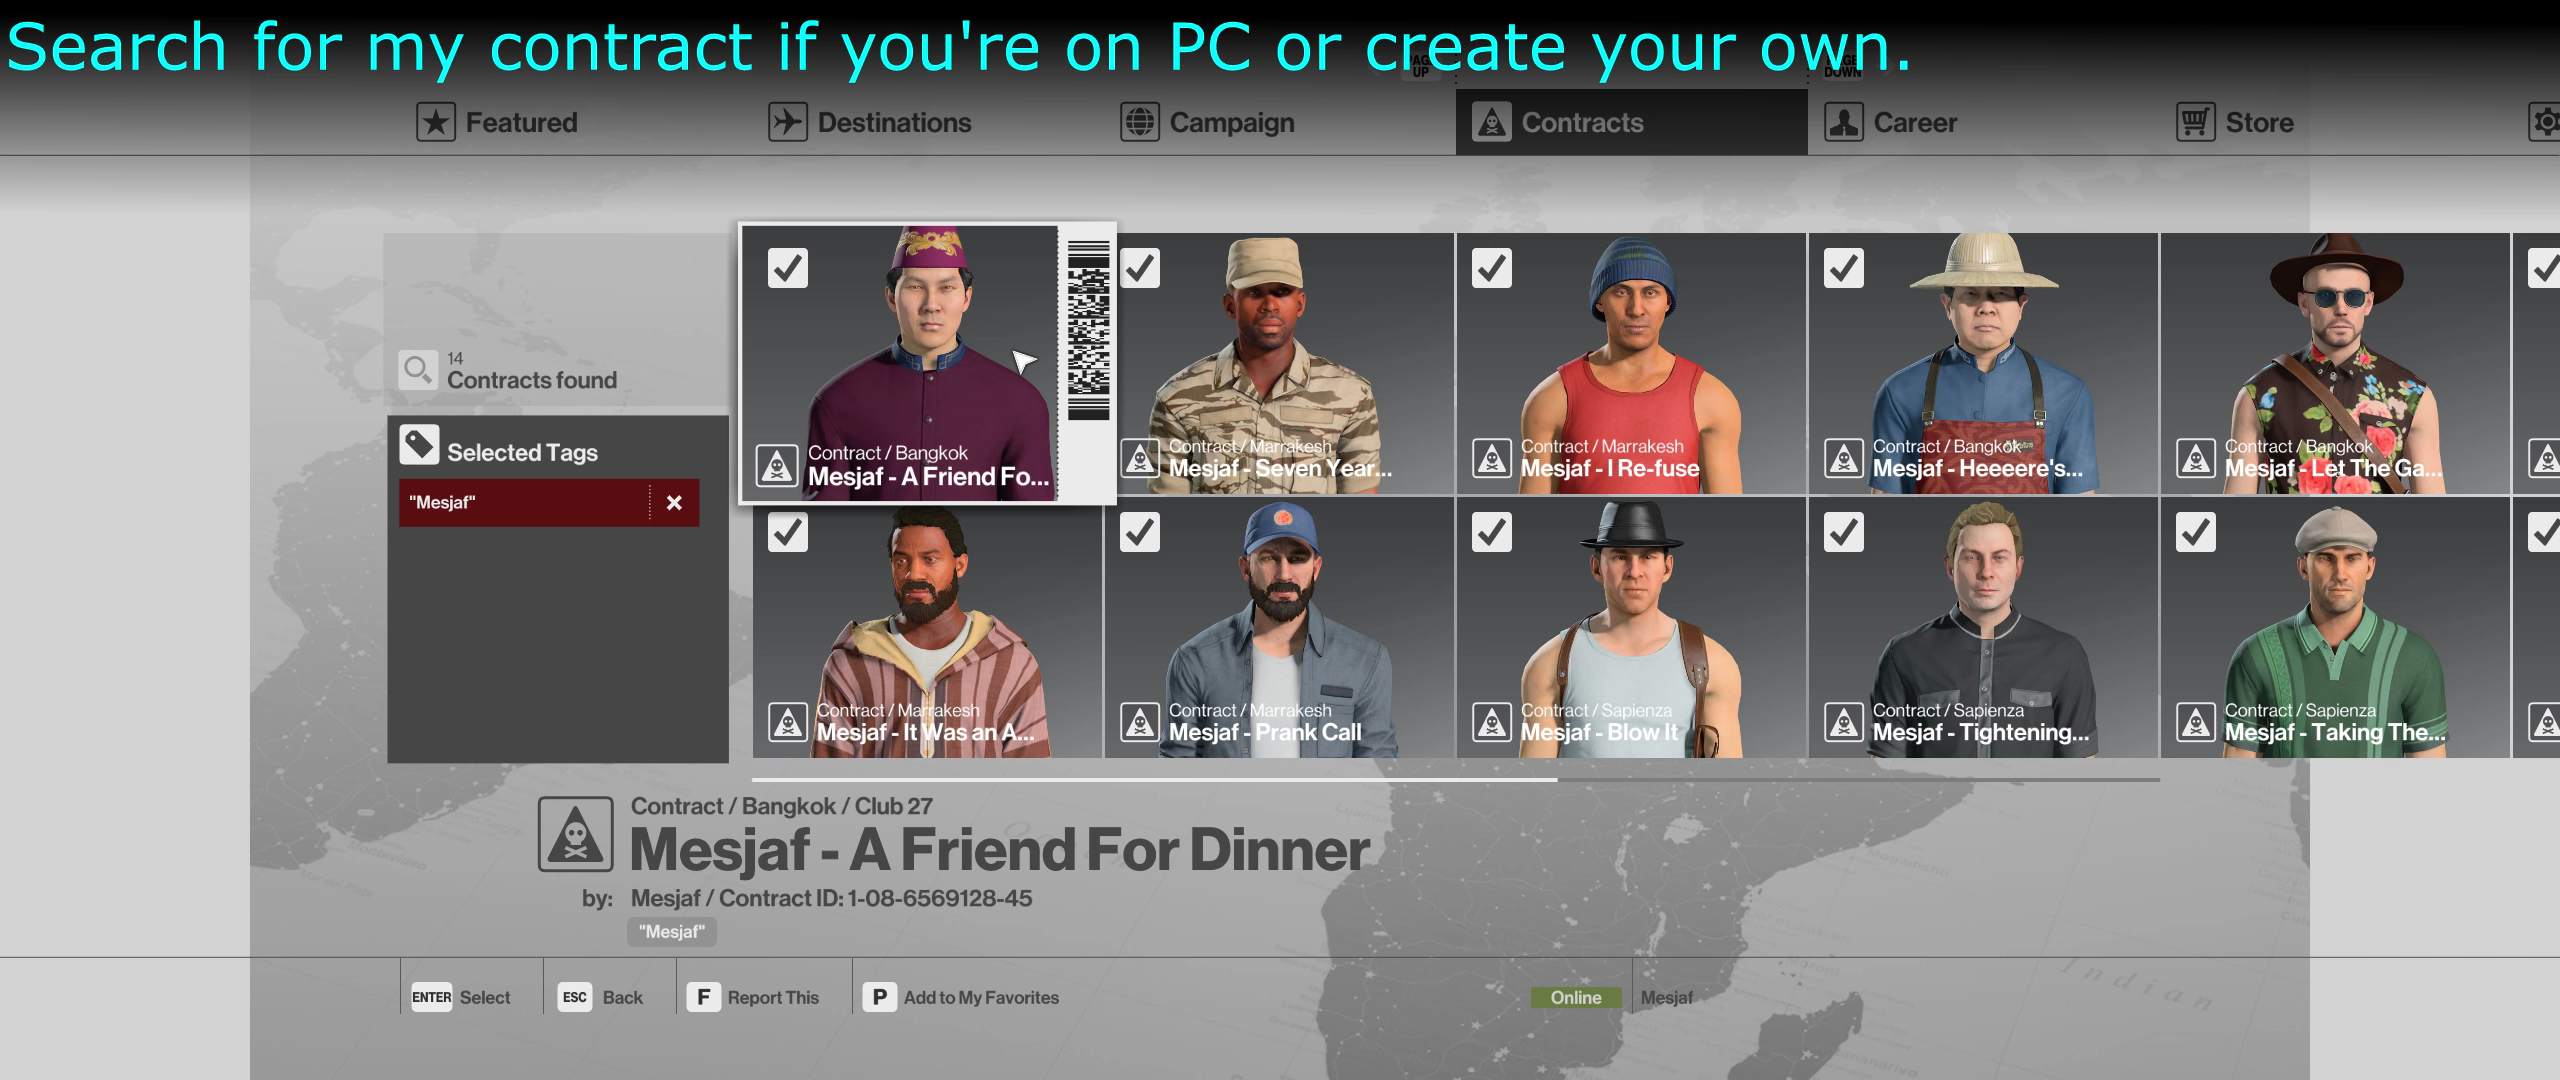 Search for my contract if you're on PC or create your own.
UP
DOWN
Featured
Destinations
Campaign
Contracts
Career
Store
14
Contracts found
Selected Tags
"Mesjaf"
Contract / Bangkok
Mesjaf - A Friend Fo...
Contract / Marrakesh
Mesjaf - Seven Year...
Contract / Marrakesh
Mesjaf - I Re-fuse
Contract / Bangkok
Mesjaf - Heeeere's...
Contract / Bangkok
Mesjaf - Let The Ga...
Contract / Marrakesh
Mesjaf - It Was an A...
Contract / Marrakesh
Mesjaf - Prank Call
Contract / Sapienza
Mesjaf - Blow It
Contract / Sapienza
Mesjaf - Tightening...
Contract / Sapienza
Mesjaf - Taking The...
Contract / Bangkok / Club 27
Mesjaf - A Friend For Dinner
by: Mesjaf / Contract ID: 1-08-6569128-45
"Mesjaf"
ENTER Select
ESC Back
F Report This
P Add to My Favorites
Online
Mesjaf
Indian